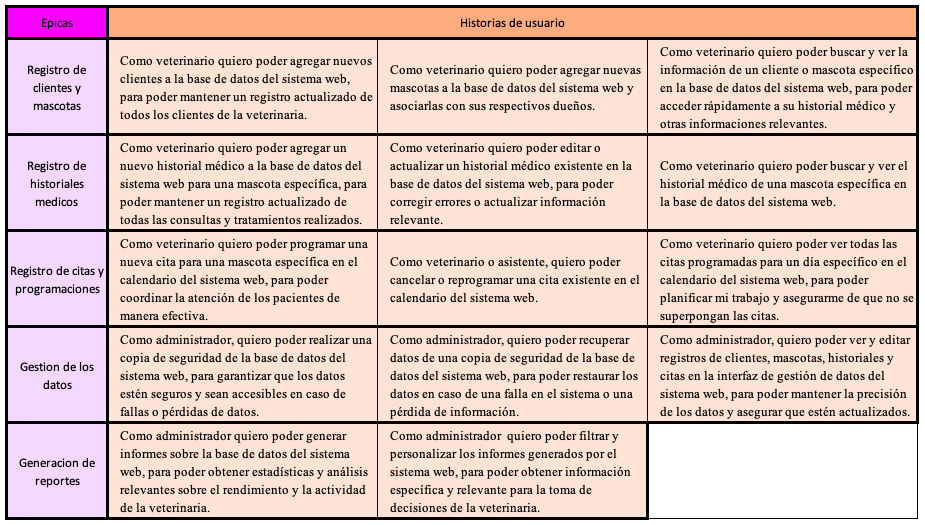 Epicas
Historias de usuario
Registro de
clientes y
mascotas
Como veterinario quiero poder agregar nuevos
clientes a la base de datos del sistema web,
para poder mantener un registro actualizado de
todos los clientes de la veterinaria.
Como veterinario quiero poder agregar nuevas
mascotas a la base de datos del sistema web y
asociarlas con sus respectivos dueños.
Como veterinario quiero poder buscar y ver la
información de un cliente o mascota específico
en la base de datos del sistema web, para poder
acceder rápidamente a su historial médico y
otras informaciones relevantes.
Registro de
historiales
medicos
Como veterinario quiero poder agregar un
nuevo historial médico a la base de datos del
sistema web para una mascota específica, para
poder mantener un registro actualizado de
todas las consultas y tratamientos realizados.
Como veterinario quiero poder editar o
actualizar un historial médico existente en la
base de datos del sistema web, para poder
corregir errores o actualizar información
relevante.
Como veterinario quiero poder buscar y ver el
historial médico de una mascota específica en
la base de datos del sistema web.
Registro de citas y
programaciones
Como veterinario quiero poder programar una
nueva cita para una mascota específica en el
calendario del sistema web, para poder
coordinar la atención de los pacientes de
manera efectiva.
Como veterinario o asistente, quiero poder
cancelar o reprogramar una cita existente en el
calendario del sistema web.
Como veterinario quiero poder ver todas las
citas programadas para un día específico en el
calendario del sistema web, para poder
planificar mi trabajo y asegurarme de que no se
superpongan las citas.
Gestion de los
datos
Como administrador, quiero poder realizar una
copia de seguridad de la base de datos del
sistema web, para garantizar que los datos
estén seguros y sean accesibles en caso de
fallas o pérdidas de datos.
Como administrador, quiero poder recuperar
datos de una copia de seguridad de la base de
datos del sistema web, para poder restaurar los
datos en caso de una falla en el sistema o una
pérdida de información.
Como administrador, quiero poder ver y editar
registros de clientes, mascotas, historiales y
citas en la interfaz de gestión de datos del
sistema web, para poder mantener la precisión
de los datos y asegurar que estén actualizados.
Generacion de
reportes
Como administrador quiero poder generar
informes sobre la base de datos del sistema
web, para poder obtener estadísticas y análisis
relevantes sobre el rendimiento y la actividad
de la veterinaria.
Como administrador quiero poder filtrar y
personalizar los informes generados por el
sistema web, para poder obtener información
específica y relevante para la toma de
decisiones de la veterinaria.